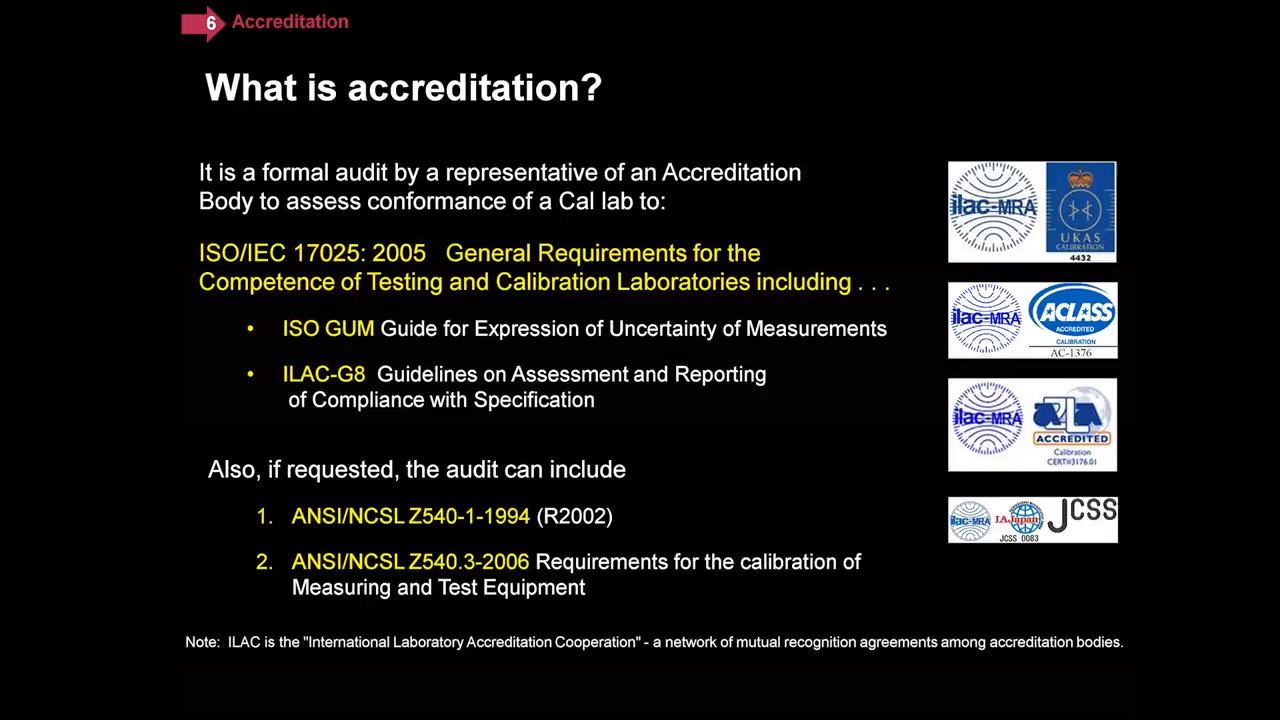 6 Accreditation
What is accreditation?
It is a formal audit by a representative of an Accreditation
Body to assess conformance of a Cal lab to:
ISO/IEC 17025: 2005 General Requirements for the
Competence of Testing and Calibration Laboratories including . . .
• ISO GUM Guide for Expression of Uncertainty of Measurements
• ILAC-G8 Guidelines on Assessment and Reporting
of Compliance with Specification
Also, if requested, the audit can include
1. ANSI/NCSL Z540-1-1994 (R2002)
2. ANSI/NCSL Z540.3-2006 Requirements for the calibration of
Measuring and Test Equipment
Note: ILAC is the "International Laboratory Accreditation Cooperation" - a network of mutual recognition agreements among accreditation bodies.
ilac-MRA
UKAS
CALIBRATION
4432
ilac-MRA
ACLASS
ACCREDITED
CALIBRATION
AC-1376
ilac-MRA
A2LA
ACCREDITED
Calibration
CERT#3176.01
ilac-MRA
IAJapan
JCSS
JCSS 0083